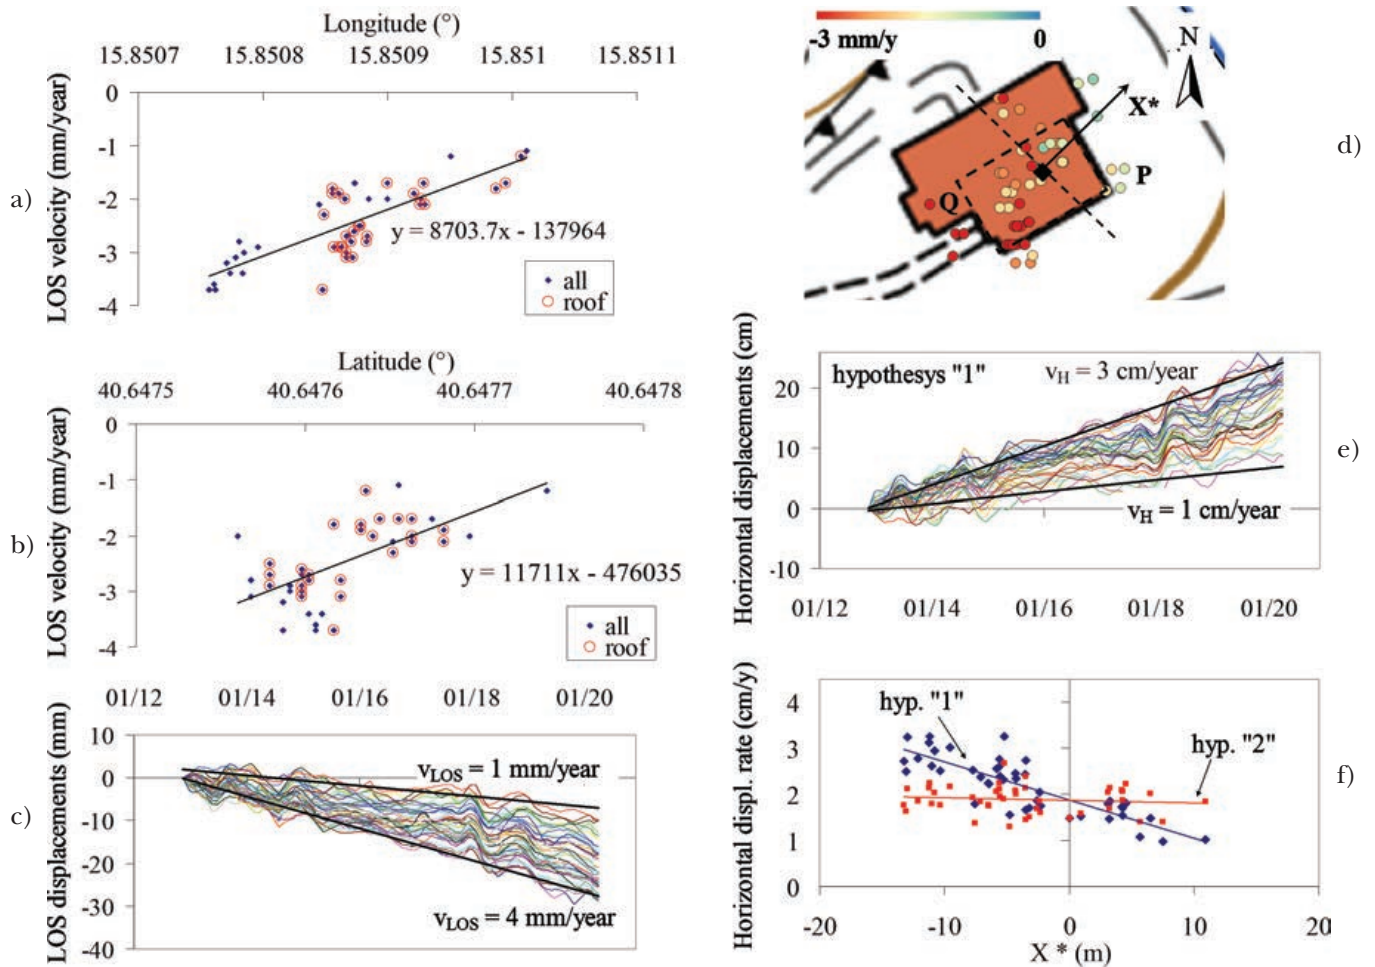 a)
Longitude (°)
15.8507 15.8508 15.8509 15.851 15.8511
LOS velocity (mm/year)
0
-1
-2
-3
-4
y = 8703.7x - 137964
all
roof
b)
Latitude (°)
40.6475 40.6476 40.6477 40.6478
LOS velocity (mm/year)
0
-1
-2
-3
-4
y = 11711x - 476035
all
roof
c)
01/12 01/14 01/16 01/18 01/20
LOS displacements (mm)
10
0
-10
-20
-30
-40
vLOS = 1 mm/year
vLOS = 4 mm/year
d)
-3 mm/y 0
N
X*
P
Q
e)
Horizontal displacements (cm)
20
10
0
-10
hypothesys "1"
vH = 3 cm/year
vH = 1 cm/year
01/12 01/14 01/16 01/18 01/20
f)
Horizontal displ. rate (cm/y)
4
3
2
1
0
hyp. "1"
hyp. "2"
-20 -10 0 10 20
X * (m)